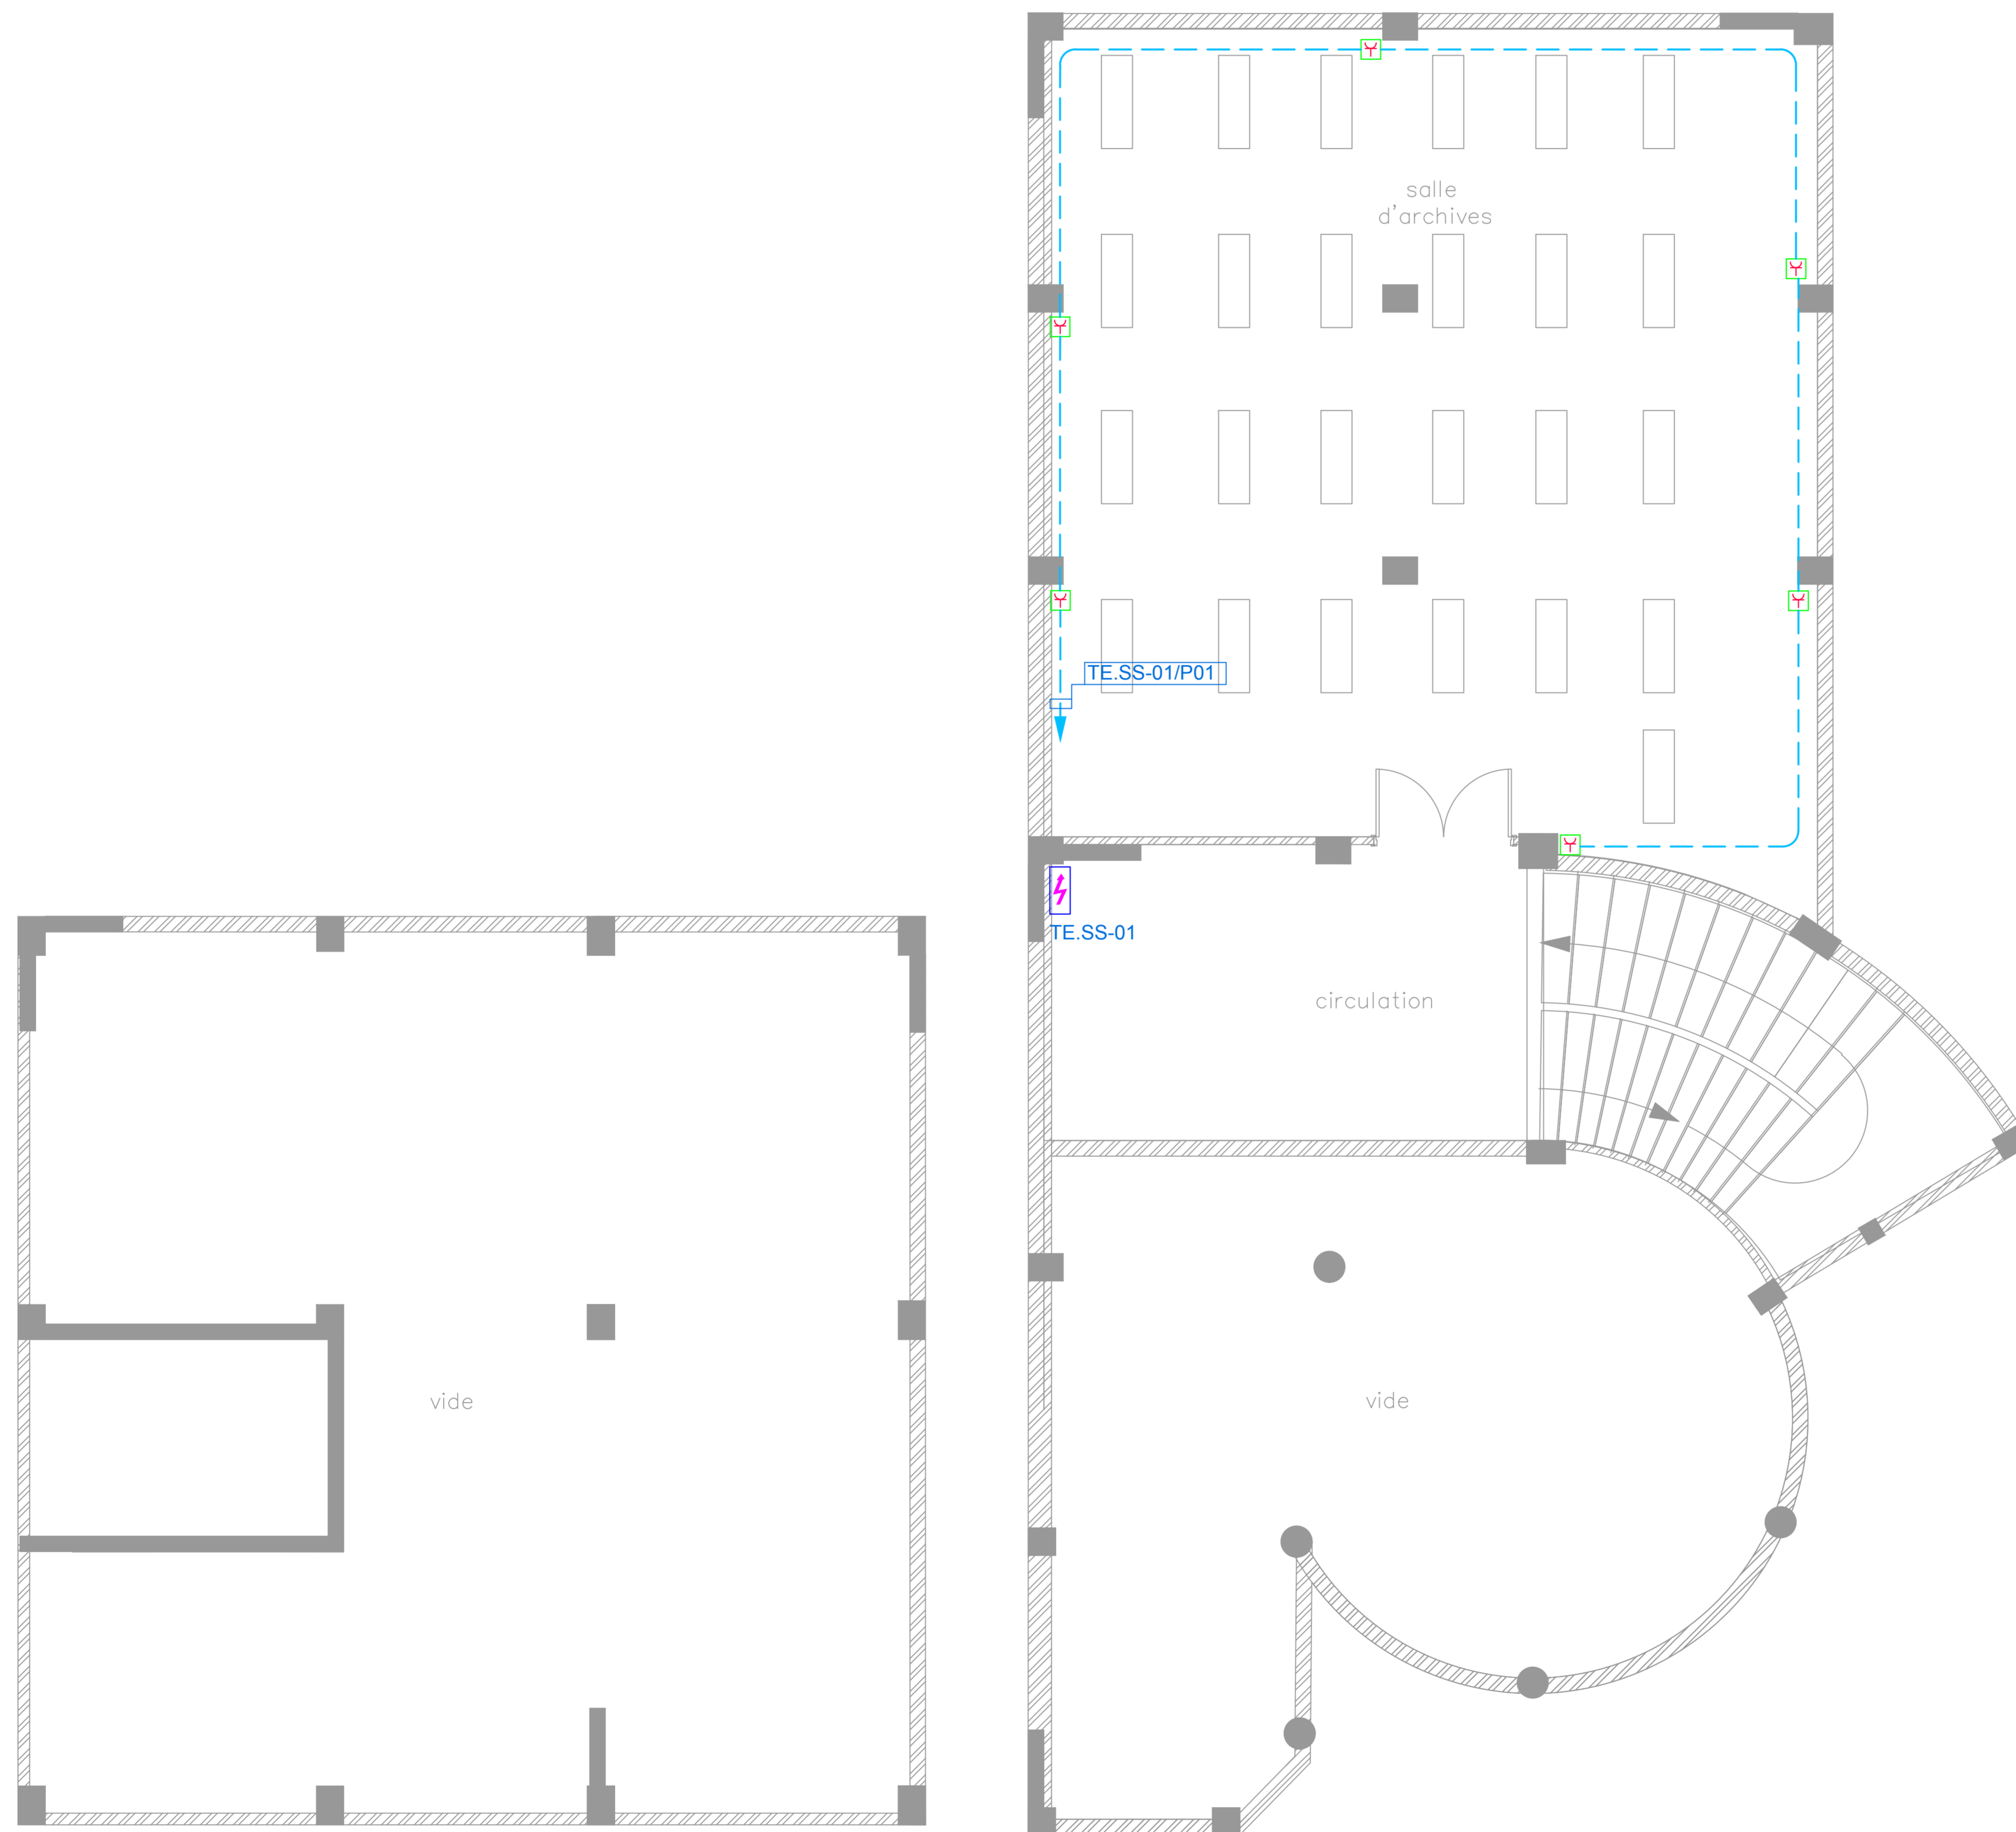 salle
d'archives
TE.SS-01/P01
TE.SS-01
circulation
vide
vide